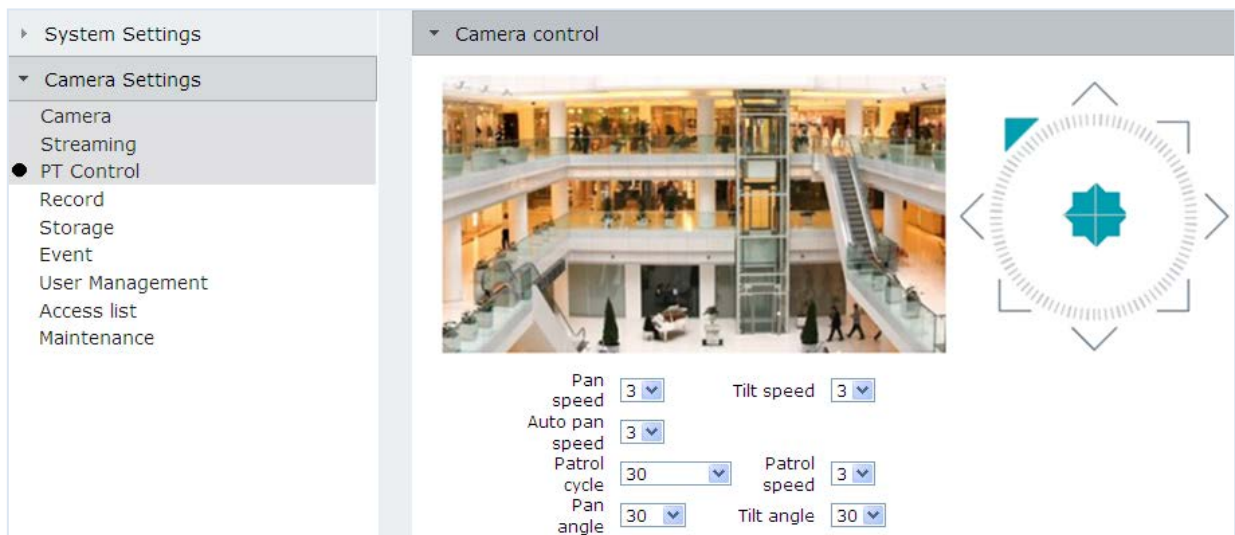 System Settings
Camera Settings
Camera
Streaming
PT Control
Record
Storage
Event
User Management
Access list
Maintenance
Camera control
Pan speed 3 Tilt speed 3
Auto pan speed 3
Patrol cycle 30 Patrol speed 3
Pan angle 30 Tilt angle 30